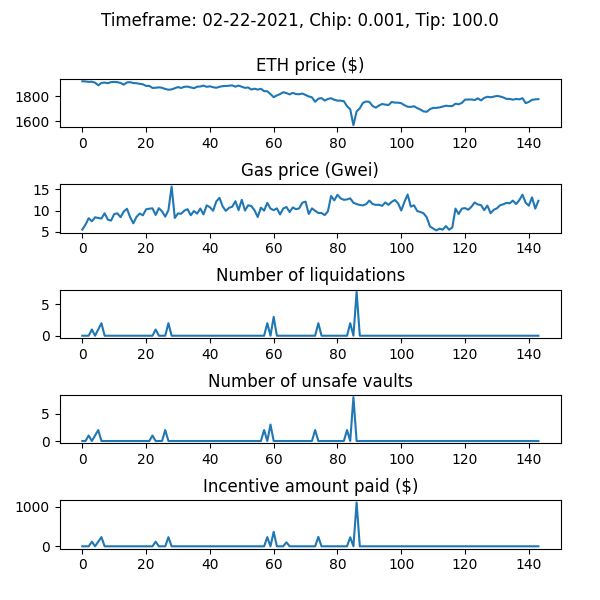 Timeframe: 02-22-2021, Chip: 0.001, Tip: 100.0
ETH price ($)
1800
1600
0 20 40 60 80 100 120 140
Gas price (Gwei)
15
10
5
0 20 40 60 80 100 120 140
Number of liquidations
5
0
0 20 40 60 80 100 120 140
Number of unsafe vaults
5
0
0 20 40 60 80 100 120 140
Incentive amount paid ($)
1000
0
0 20 40 60 80 100 120 140